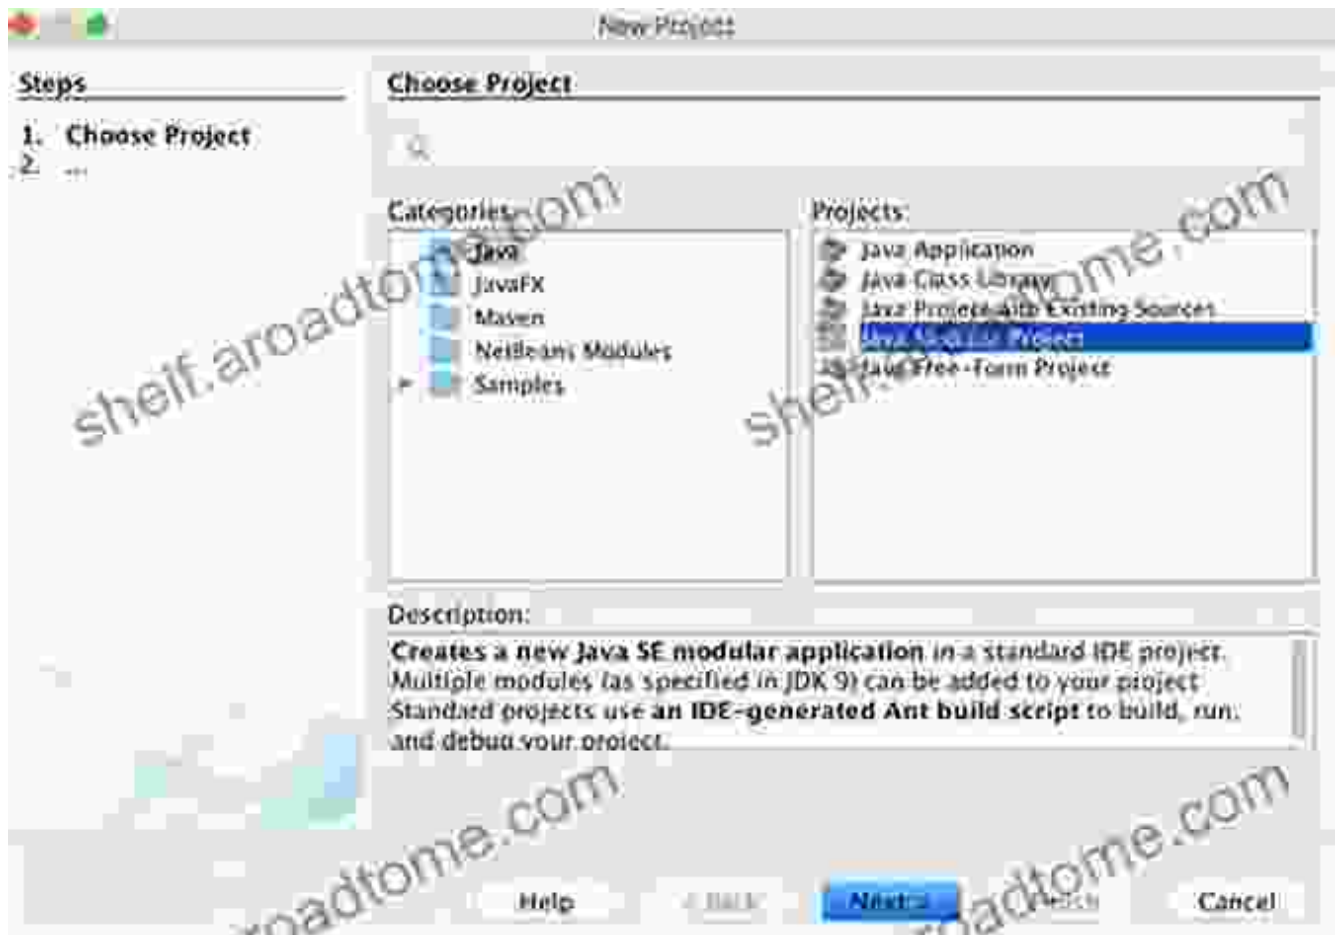 New Project
Steps
1. Choose Project
2. ...
Choose Project
Categories:
Java
JavaFX
Maven
NetBeans Modules
Samples
Projects:
Java Application
Java Class Library
Java Project with Existing Sources
Java Modular Project
Java Free-Form Project
Description:
Creates a new Java SE modular application in a standard IDE project.
Multiple modules (as specified in JDK 9) can be added to your project
Standard projects use an IDE-generated Ant build script to build, run,
and debug your project.
Help
< Back
Next >
Finish
Cancel
shelf.aroadtome.com
shelf.aroadtome.com
roadtome.com
roadtome.com